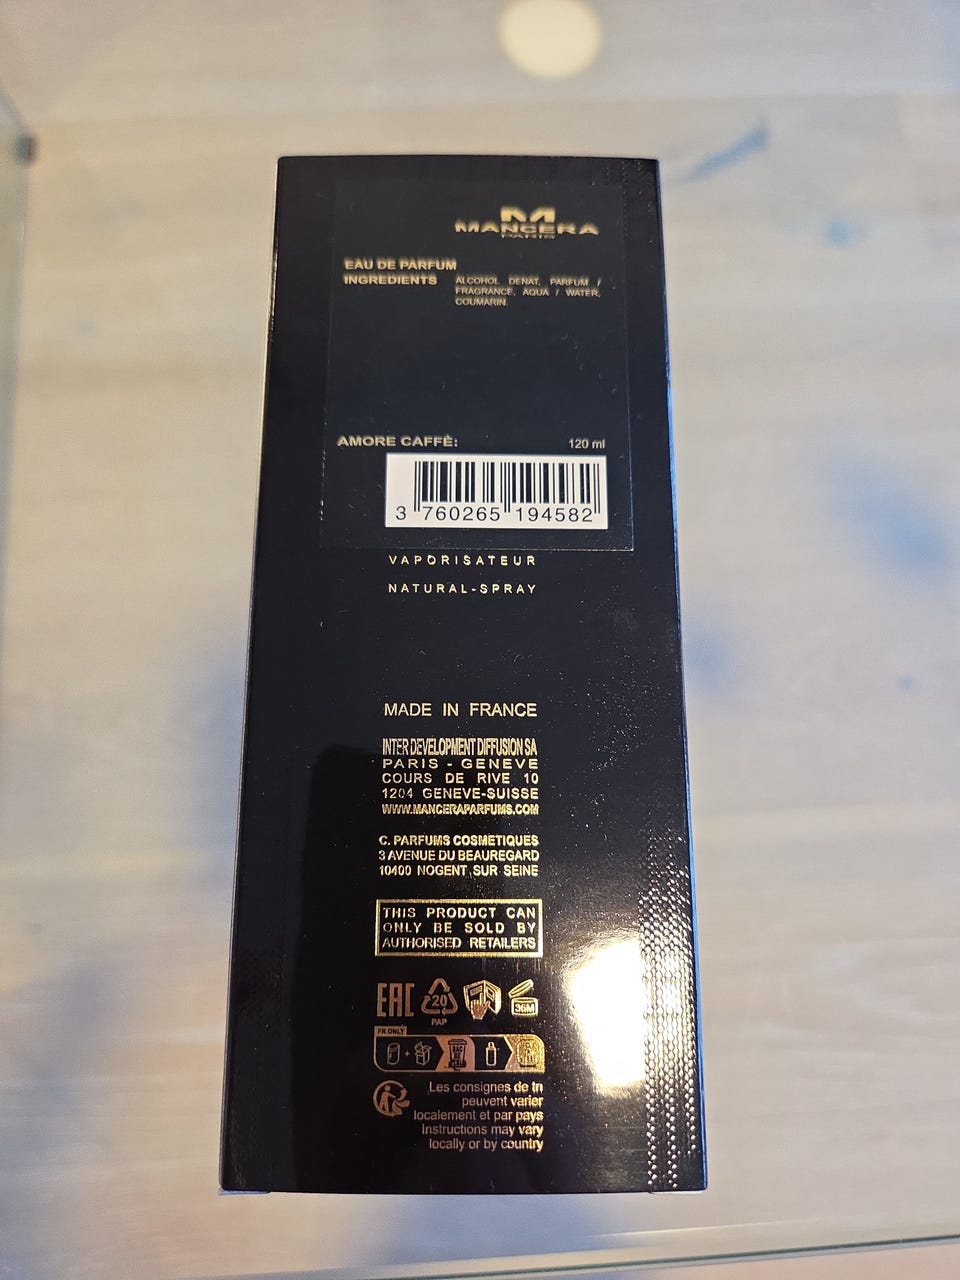 MANCERA
PARIS
EAU DE PARFUM
INGREDIENTS ALCOHOL DENAT, PARFUM /
FRAGRANCE, AQUA / WATER,
COUMARIN.
AMORE CAFFÈ: 120 ml
3 760265 194582
VAPORISATEUR
NATURAL-SPRAY
MADE IN FRANCE
INTER DEVELOPMENT DIFFUSION SA
PARIS - GENEVE
COURS DE RIVE 10
1204 GENEVE-SUISSE
WWW.MANCERAPARFUMS.COM
C. PARFUMS COSMETIQUES
3 AVENUE DU BEAUREGARD
10400 NOGENT SUR SEINE
THIS PRODUCT CAN
ONLY BE SOLD BY
AUTHORISED RETAILERS
EAC 20 36M
PAP
FR ONLY
+ BAC DE TRI
Les consignes de tri
peuvent varier
localement et par pays
Instructions may vary
locally or by country